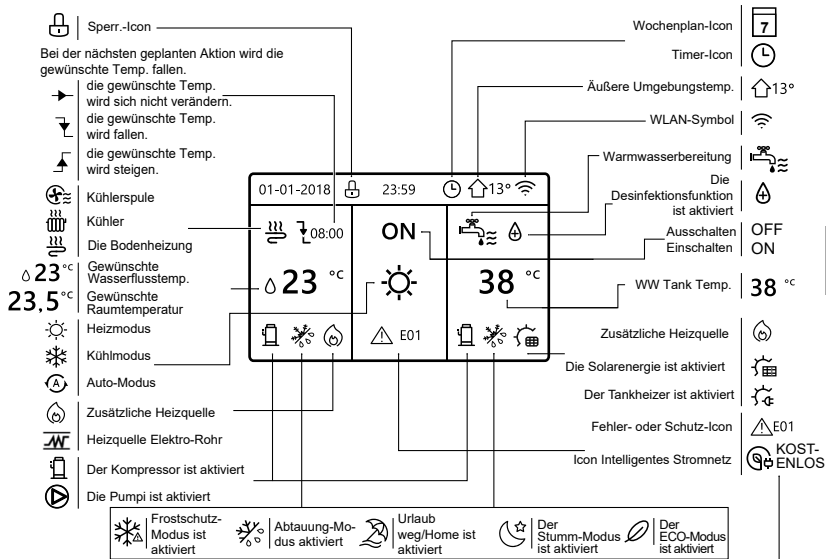 Sperr.-Icon
Bei der nächsten geplanten Aktion wird die
gewünschte Temp. fallen.
die gewünschte Temp.
wird sich nicht verändern.
die gewünschte Temp.
wird fallen.
die gewünschte Temp.
wird steigen.
Kühlerspule
Kühler
Die Bodenheizung
23 °C Gewünschte
Wasserflusstemp.
23,5 °C Gewünschte
Raumtemperatur
Heizmodus
Kühlmodus
A Auto-Modus
Zusätzliche Heizquelle
Heizquelle Elektro-Rohr
Der Kompressor ist aktiviert
Die Pumpi ist aktiviert
01-01-2018 23:59 13°
08:00 ON
23 °C 38 °C
E01
Wochenplan-Icon 7
Timer-Icon
Äußere Umgebungstemp. 13°
WLAN-Symbol
Warmwasserbereitung
Die
Desinfektionsfunktion
ist aktiviert
Ausschalten OFF
Einschalten ON
WW Tank Temp. 38 °C
Zusätzliche Heizquelle
Die Solarenergie ist aktiviert
Der Tankheizer ist aktiviert
Fehler- oder Schutz-Icon E01
Icon Intelligentes Stromnetz KOST-
ENLOS
Frostschutz-
Modus ist
aktiviert
Abtauung-Mo-
dus aktiviert
Urlaub
weg/Home ist
aktiviert
Der
Stumm-Modus
ist aktiviert
Der
ECO-Modus
ist aktiviert